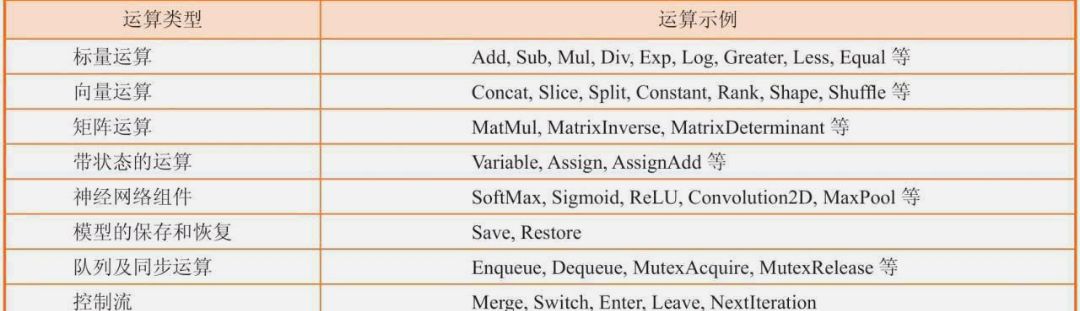 运算类型 运算示例
标量运算 Add, Sub, Mul, Div, Exp, Log, Greater, Less, Equal 等
向量运算 Concat, Slice, Split, Constant, Rank, Shape, Shuffle 等
矩阵运算 MatMul, MatrixInverse, MatrixDeterminant 等
带状态的运算 Variable, Assign, AssignAdd 等
神经网络组件 SoftMax, Sigmoid, ReLU, Convolution2D, MaxPool 等
模型的保存和恢复 Save, Restore
队列及同步运算 Enqueue, Dequeue, MutexAcquire, MutexRelease 等
控制流 Merge, Switch, Enter, Leave, NextIteration